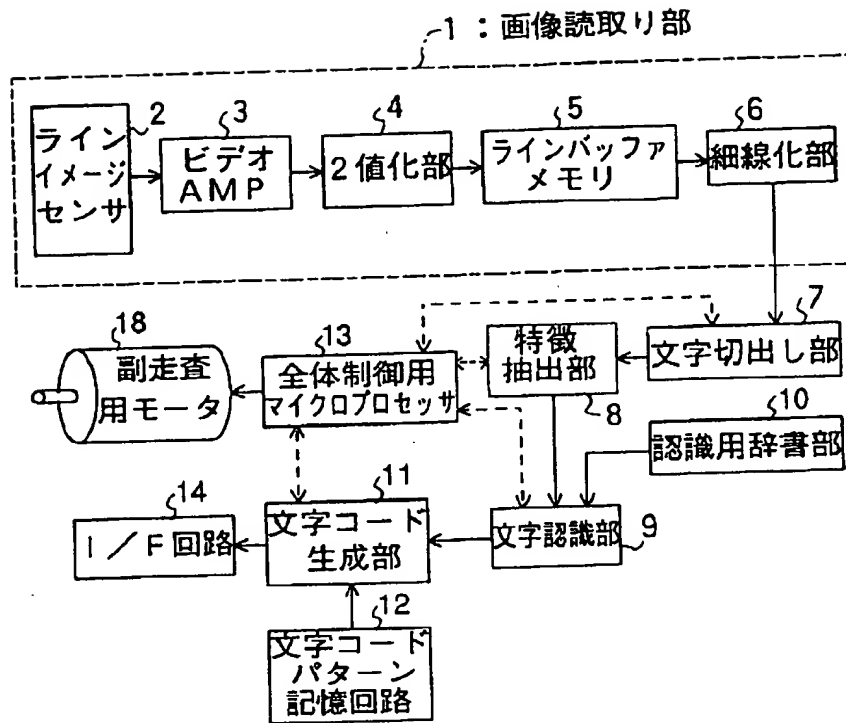 1：画像読取り部
2
ライン
イメージ
センサ
3
ビデオ
AMP
4
2値化部
5
ラインバッファ
メモリ
6
細線化部
7
文字切出し部
特徴
抽出部
8
13
全体制御用
マイクロプロセッサ
18
副走査
用モータ
10
認識用辞書部
14
I／F回路
11
文字コード
生成部
文字認識部
9
12
文字コード
パターン
記憶回路